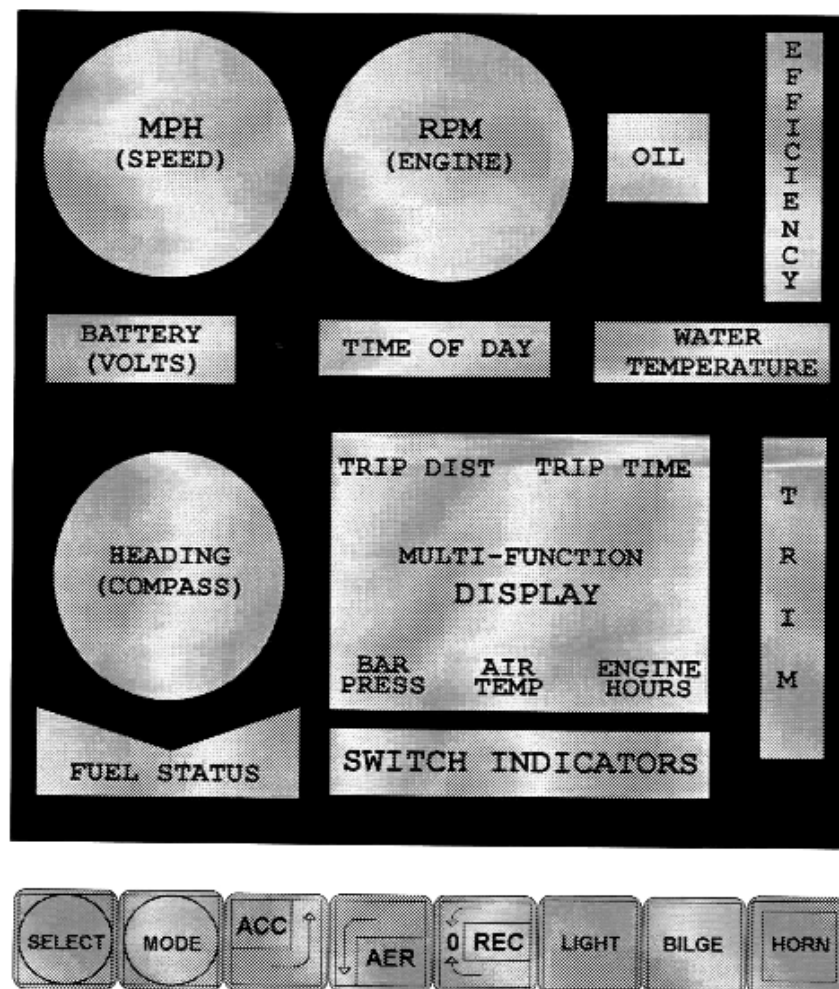 MPH
(SPEED)
RPM
(ENGINE)
OIL
EFFICIENCY
BATTERY
(VOLTS)
TIME OF DAY
WATER
TEMPERATURE
HEADING
(COMPASS)
TRIP DIST TRIP TIME
MULTI-FUNCTION
DISPLAY
BAR
PRESS
AIR
TEMP
ENGINE
HOURS
TRIM
FUEL STATUS
SWITCH INDICATORS
SELECT
MODE
ACC
AER
0 REC
LIGHT
BILGE
HORN